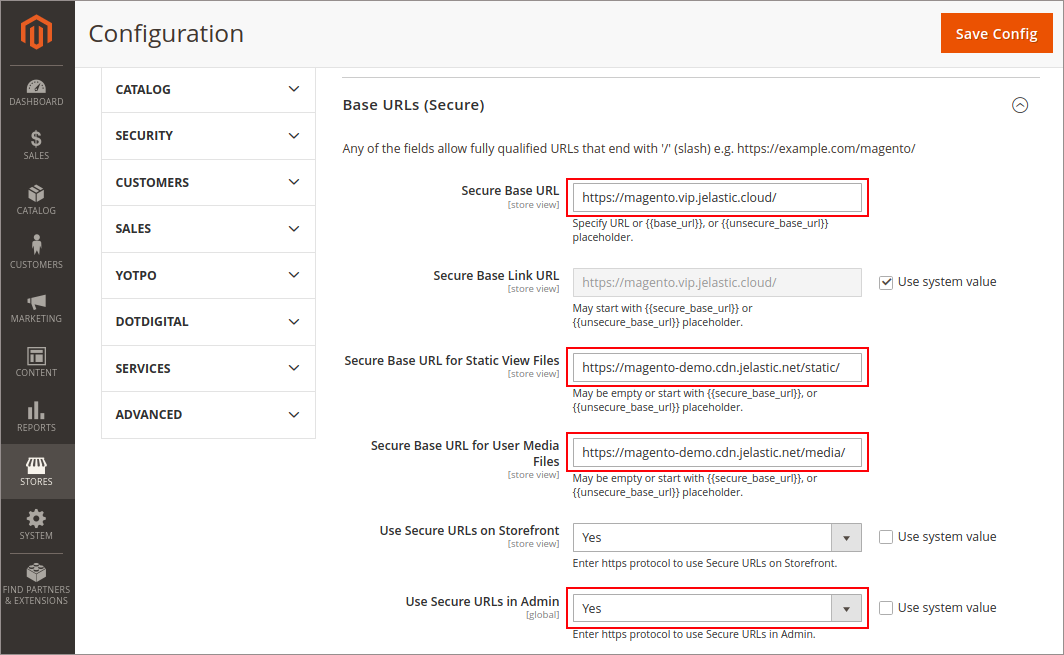 Configuration
Save Config
DASHBOARD
$
SALES
CATALOG
CUSTOMERS
MARKETING
CONTENT
REPORTS
STORES
SYSTEM
FIND PARTNERS
& EXTENSIONS
CATALOG
SECURITY
CUSTOMERS
SALES
YOTPO
DOTDIGITAL
SERVICES
ADVANCED
Base URLs (Secure)
Any of the fields allow fully qualified URLs that end with '/' (slash) e.g. https://example.com/magento/
Secure Base URL
[store view]
https://magento.vip.jelastic.cloud/
Specify URL or {{base_url}}, or {{unsecure_base_url}}
placeholder.
Secure Base Link URL
[store view]
https://magento.vip.jelastic.cloud/
Use system value
May start with {{secure_base_url}} or
{{unsecure_base_url}} placeholder.
Secure Base URL for Static View Files
[store view]
https://magento-demo.cdn.jelastic.net/static/
May be empty or start with {{secure_base_url}}, or
{{unsecure_base_url}} placeholder.
Secure Base URL for User Media
Files
[store view]
https://magento-demo.cdn.jelastic.net/media/
May be empty or start with {{secure_base_url}}, or
{{unsecure_base_url}} placeholder.
Use Secure URLs on Storefront
[store view]
Yes
Use system value
Enter https protocol to use Secure URLs on Storefront.
Use Secure URLs in Admin
[global]
Yes
Use system value
Enter https protocol to use Secure URLs in Admin.